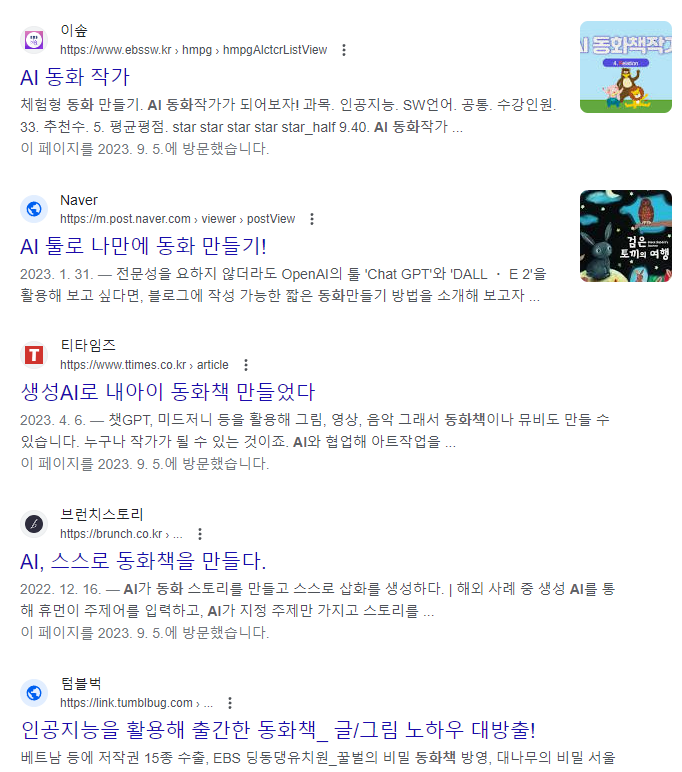 이솦
https://www.ebssw.kr › hmpg › hmpgAlctcrListView
AI 동화 작가
체험형 동화 만들기. AI 동화작가가 되어보자! 과목. 인공지능. SW언어. 공통. 수강인원.
33. 추천수. 5. 평균평점. star star star star star_half 9.40. AI 동화작가 ...
이 페이지를 2023. 9. 5.에 방문했습니다.
AI 동화책작가
Naver
https://m.post.naver.com › viewer › postView
AI 툴로 나만에 동화 만들기!
2023. 1. 31. — 전문성을 요하지 않더라도 OpenAI의 툴 'Chat GPT'와 'DALL · E 2'을
활용해 보고 싶다면, 블로그에 작성 가능한 짧은 동화만들기 방법을 소개해 보고자 ...
검은
토끼의 여행
티타임즈
https://www.ttimes.co.kr › article
생성AI로 내아이 동화책 만들었다
2023. 4. 6. — 챗GPT, 미드저니 등을 활용해 그림, 영상, 음악 그래서 동화책이나 뮤비도 만들 수
있습니다. 누구나 작가가 될 수 있는 것이죠. AI와 협업해 아트작업을 ...
이 페이지를 2023. 9. 5.에 방문했습니다.
브런치스토리
https://brunch.co.kr › ...
AI, 스스로 동화책을 만들다.
2022. 12. 16. — AI가 동화 스토리를 만들고 스스로 삽화를 생성하다. | 해외 사례 중 생성 AI를 통
해 휴먼이 주제어를 입력하고, AI가 지정 주제만 가지고 스토리를 ...
이 페이지를 2023. 9. 5.에 방문했습니다.
텀블벅
https://link.tumblbug.com › ...
인공지능을 활용해 출간한 동화책_ 글/그림 노하우 대방출!
베트남 등에 저작권 15종 수출, EBS 딩동댕유치원_꿀벌의 비밀 동화책 방영, 대나무의 비밀 서울